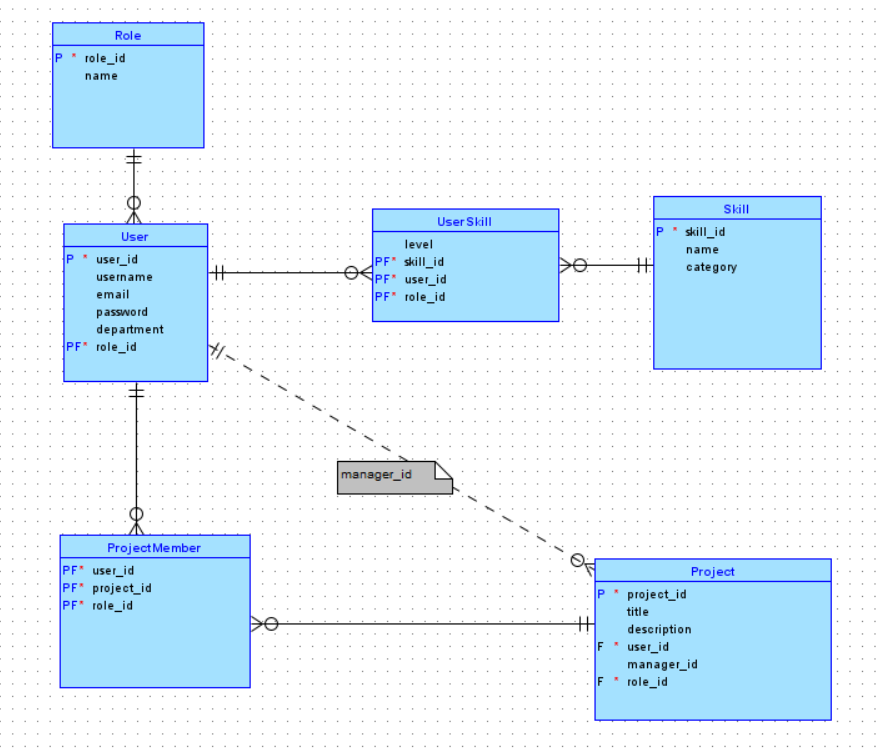 Role
P * role_id
name
User
P * user_id
username
email
password
department
PF* role_id
UserSkill
level
PF* skill_id
PF* user_id
PF* role_id
Skill
P * skill_id
name
category
manager_id
ProjectMember
PF* user_id
PF* project_id
PF* role_id
Project
P * project_id
title
description
F * user_id
manager_id
F * role_id